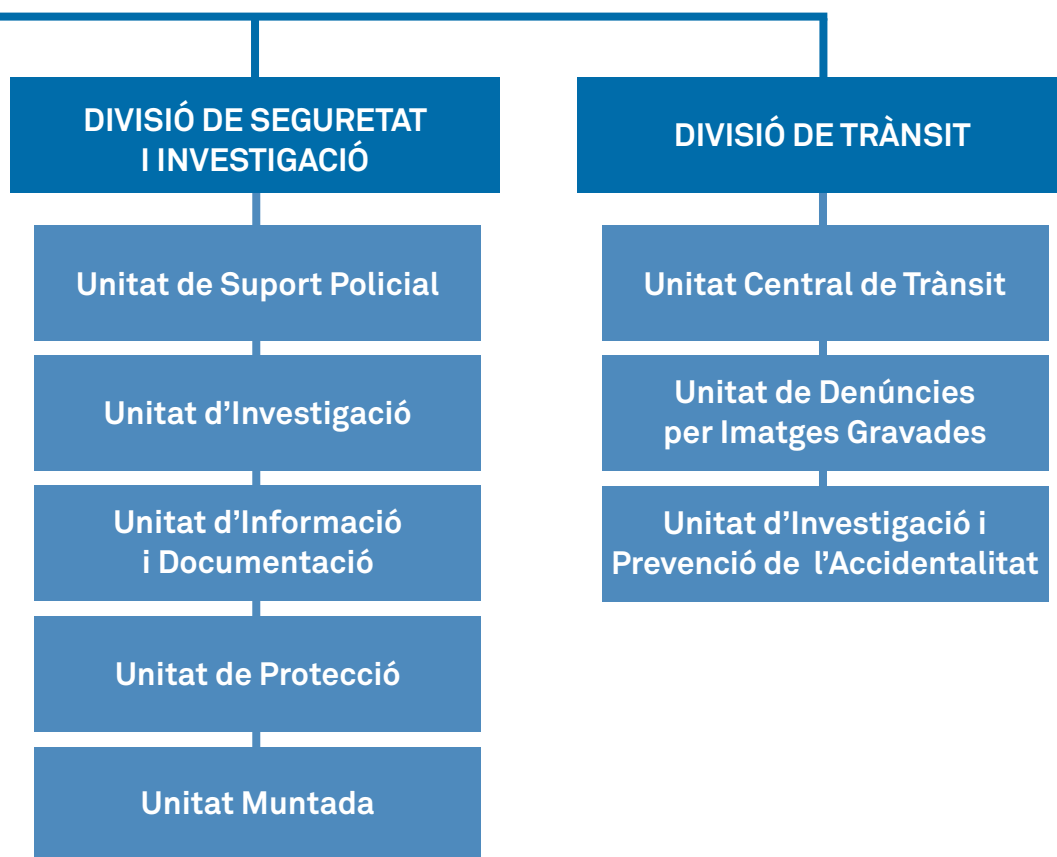 DIVISIÓ DE SEGURETAT
I INVESTIGACIÓ
Unitat de Suport Policial
Unitat d’Investigació
Unitat d’Informació
i Documentació
Unitat de Protecció
Unitat Muntada
DIVISIÓ DE TRÀNSIT
Unitat Central de Trànsit
Unitat de Denúncies
per Imatges Gravades
Unitat d’Investigació i
Prevenció de l’Accidentalitat